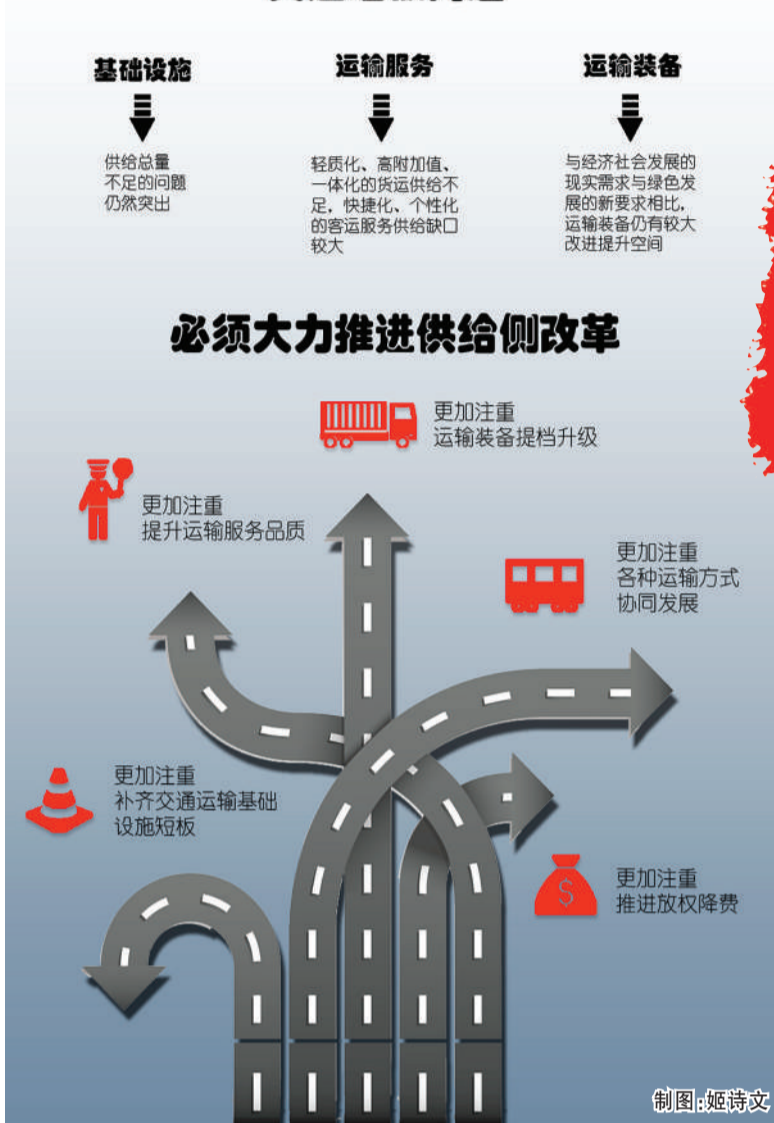 基础设施
供给总量
不足的问题
仍然突出
运输服务
轻质化、高附加值、
一体化的货运供给不
足，快捷化、个性化
的客运服务供给缺口
较大
运输装备
与经济社会发展的
现实需求与绿色发
展的新要求相比，
运输装备仍有较大
改进提升空间
必须大力推进供给侧改革
更加注重
运输装备提档升级
更加注重
提升运输服务品质
更加注重
各种运输方式
协同发展
更加注重
补齐交通运输基础
设施短板
更加注重
推进放权降费
$
制图:姬诗文